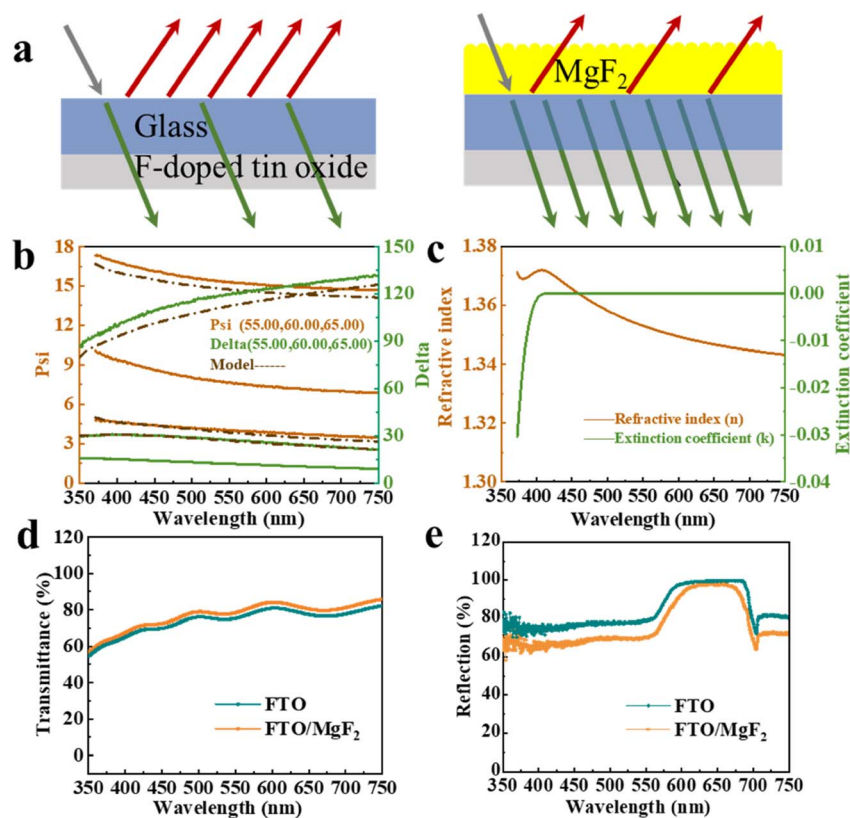 a
Glass
F-doped tin oxide
MgF2
b
18
15
12
9
6
3
0
Psi
150
120
90
60
30
0
Delta
Psi (55.00,60.00,65.00)
Delta(55.00,60.00,65.00)
Model------
350 400 450 500 550 600 650 700 750
Wavelength (nm)
c
1.38
1.36
1.34
1.32
1.30
Refractive index
0.01
0.00
-0.01
-0.02
-0.03
-0.04
Extinction coefficient
Refractive index (n)
Extinction coefficient (k)
350 400 450 500 550 600 650 700 750
Wavelength (nm)
d
120
100
80
60
40
20
0
Transmittance (%)
FTO
FTO/MgF2
350 400 450 500 550 600 650 700 750
Wavelength (nm)
e
120
100
80
60
40
20
0
Reflection (%)
FTO
FTO/MgF2
350 400 450 500 550 600 650 700 750
Wavelength (nm)